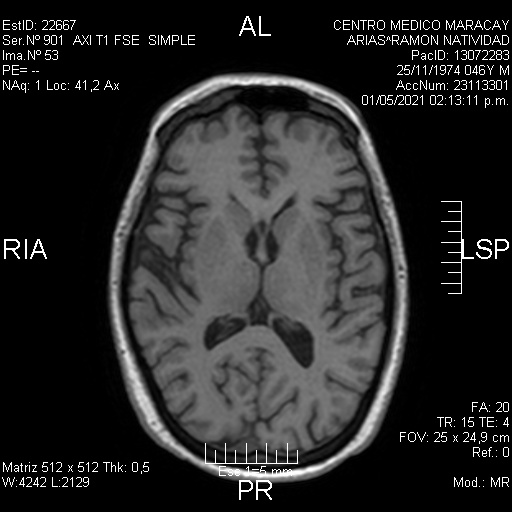 EstID: 22667
Ser.Nº 901 AXI T1 FSE SIMPLE
Ima.Nº 53
PE= --
NAq: 1 Loc: 41,2 Ax
AL
CENTRO MEDICO MARACAY
ARIAS^RAMON NATIVIDAD
PacID: 13072283
25/11/1974 046Y M
AccNum: 23113301
01/05/2021 02:13:11 p.m.
RIA
LSP
FA: 20
TR: 15 TE: 4
FOV: 25 x 24,9 cm
Ref.: 0
Matriz 512 x 512 Thk: 0,5
W:4242 L:2129
Esc 1=5 mm
PR
Mod.: MR